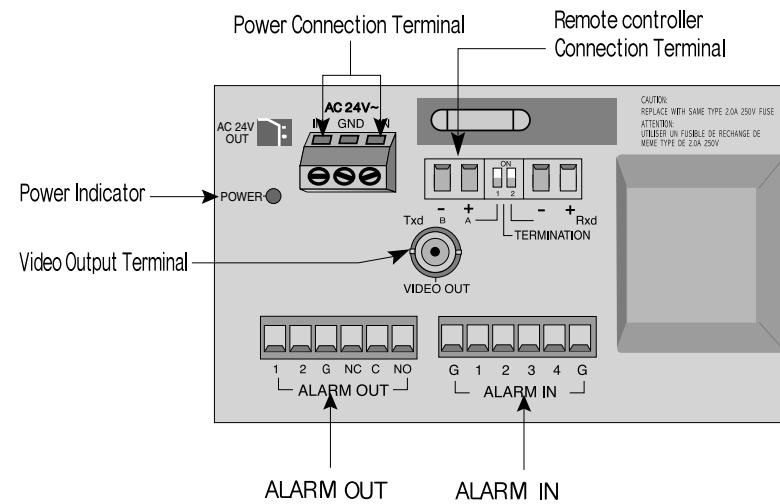 Power Connection Terminal
Remote controller
Connection Terminal
CAUTION:
REPLACE WITH SAME TYPE 2.0A 250V FUSE
ATTENTION:
UTILISER UN FUSIBLE DE RECHANGE DE
MEME TYPE DE 2.0A 250V
AC 24V~
IN GND IN
AC 24V
OUT
ON
1 2
Power Indicator
POWER
- + - +
Txd B A Rxd
TERMINATION
Video Output Terminal
VIDEO OUT
1 2 G NC C NO
ALARM OUT
G 1 2 3 4 G
ALARM IN
ALARM OUT
ALARM IN